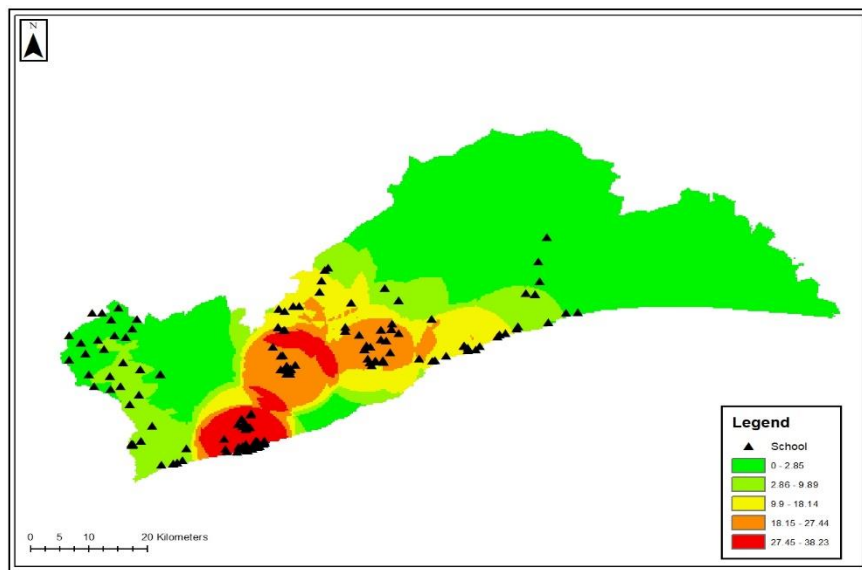 N
Legend
School
0 - 2.85
2.86 - 9.89
9.9 - 18.14
18.15 - 27.44
27.45 - 38.23
0 5 10 20 Kilometers